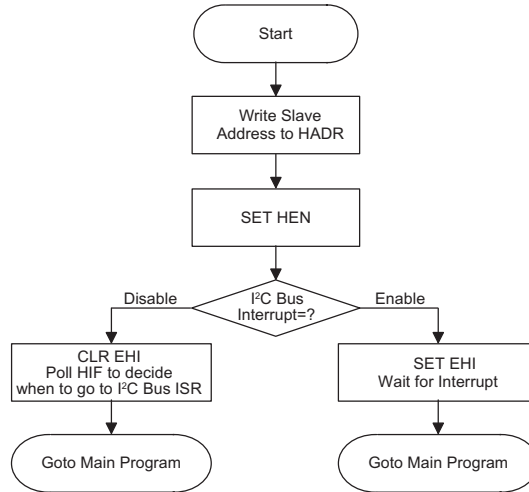 Start
Write Slave
Address to HADR
SET HEN
I²C Bus
Interrupt=?
Disable
Enable
CLR EHI
Poll HIF to decide
when to go to I²C Bus ISR
SET EHI
Wait for Interrupt
Goto Main Program
Goto Main Program